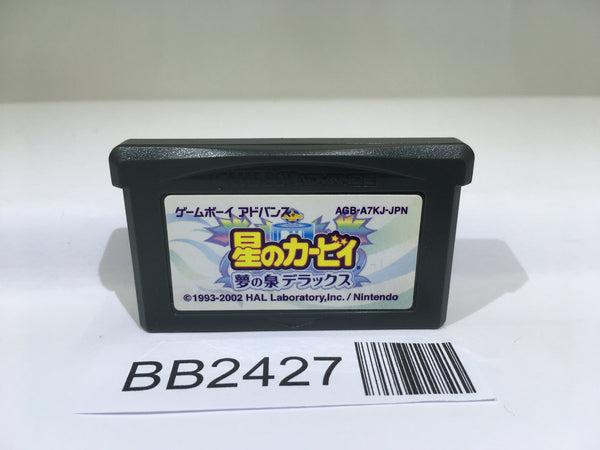 ゲームボーイ アドバンス AGB-A7KJ-JPN
星のカービィ
夢の泉デラックス
©1993-2002 HAL Laboratory,Inc. / Nintendo
BB2427